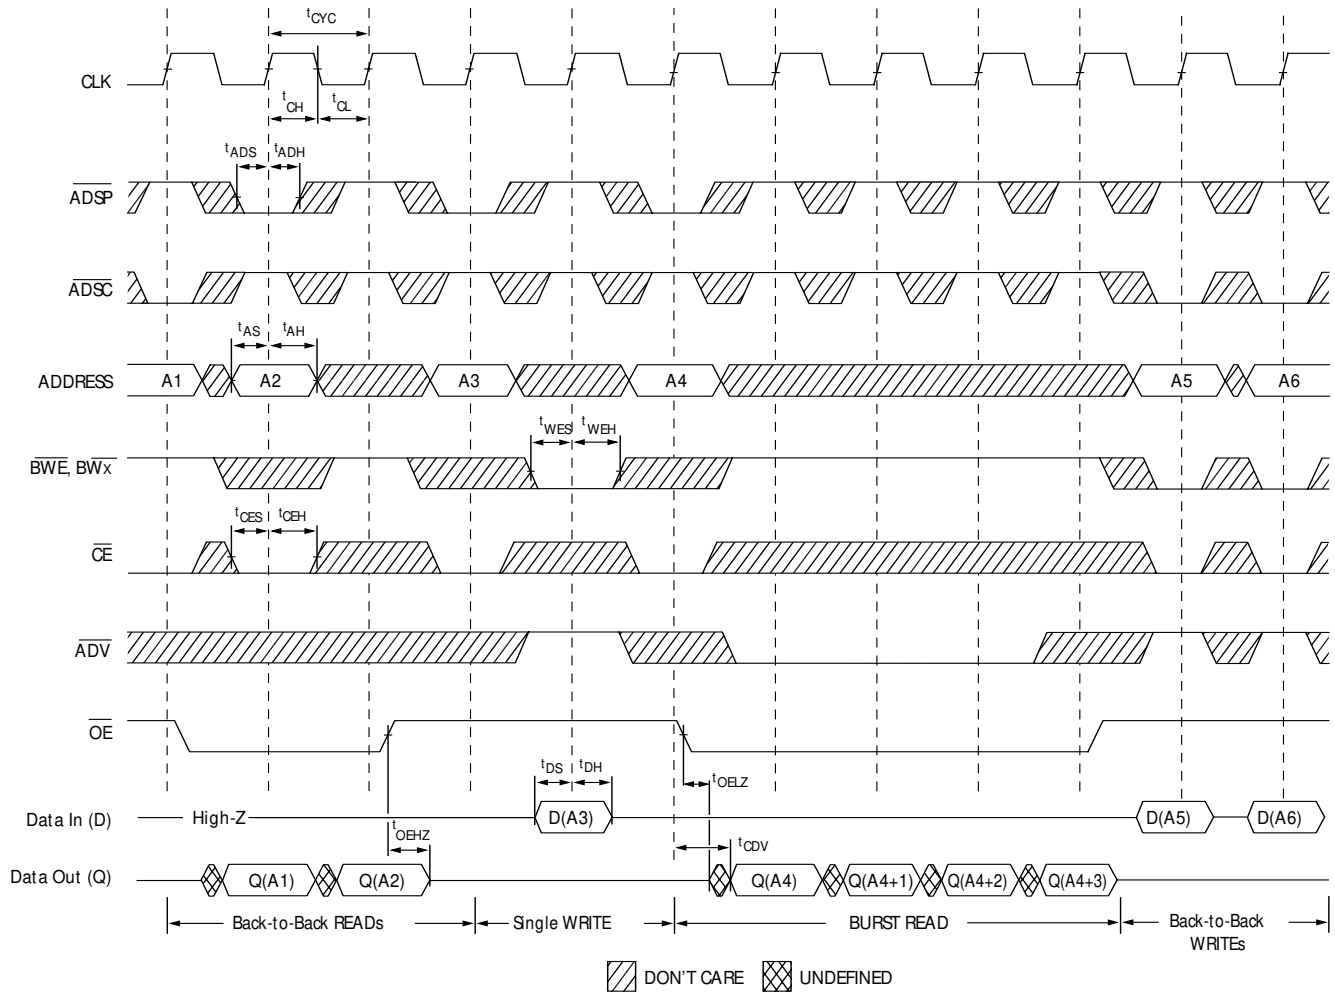 tCYC
CLK
tCH
tCL
tADS
tADH
ADSP
ADSC
tAS
tAH
ADDRESS
A1
A2
A3
A4
A5
A6
tWES
tWEH
BWE, BWx
tCES
tCEH
CE
ADV
OE
tDS
tDH
tOELZ
Data In (D)
High-Z
D(A3)
D(A5)
D(A6)
tOEHZ
tCDV
Data Out (Q)
Q(A1)
Q(A2)
Q(A4)
Q(A4+1)
Q(A4+2)
Q(A4+3)
Back-to-Back READs
Single WRITE
BURST READ
Back-to-Back
WRITEs
DON'T CARE
UNDEFINED